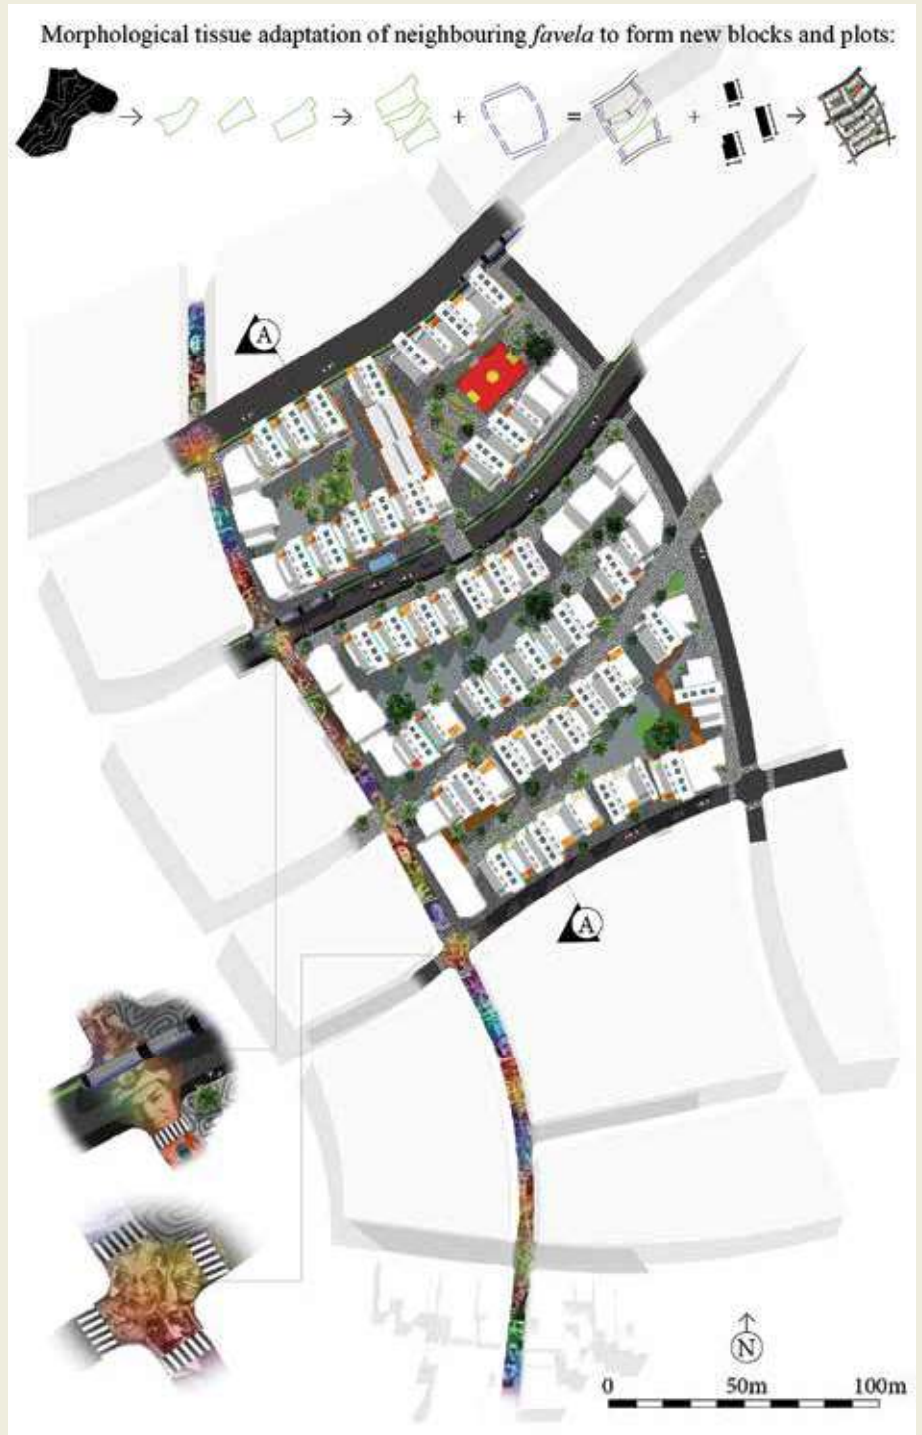 Morphological tissue adaptation of neighbouring favela to form new blocks and plots:
+ = +
A
A
N
0 50m 100m